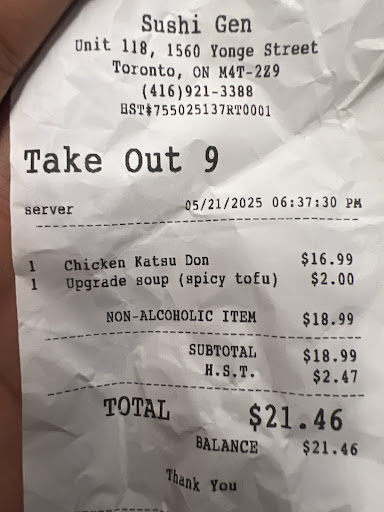 Sushi Gen
Unit 118, 1560 Yonge Street
Toronto, ON M4T-2Z9
(416)921-3388
HST#755025137RT0001
Take Out 9
server 05/21/2025 06:37:30 PM
1 Chicken Katsu Don $16.99
1 Upgrade soup (spicy tofu) $2.00
NON-ALCOHOLIC ITEM $18.99
SUBTOTAL $18.99
H.S.T. $2.47
TOTAL $21.46
BALANCE $21.46
Thank You